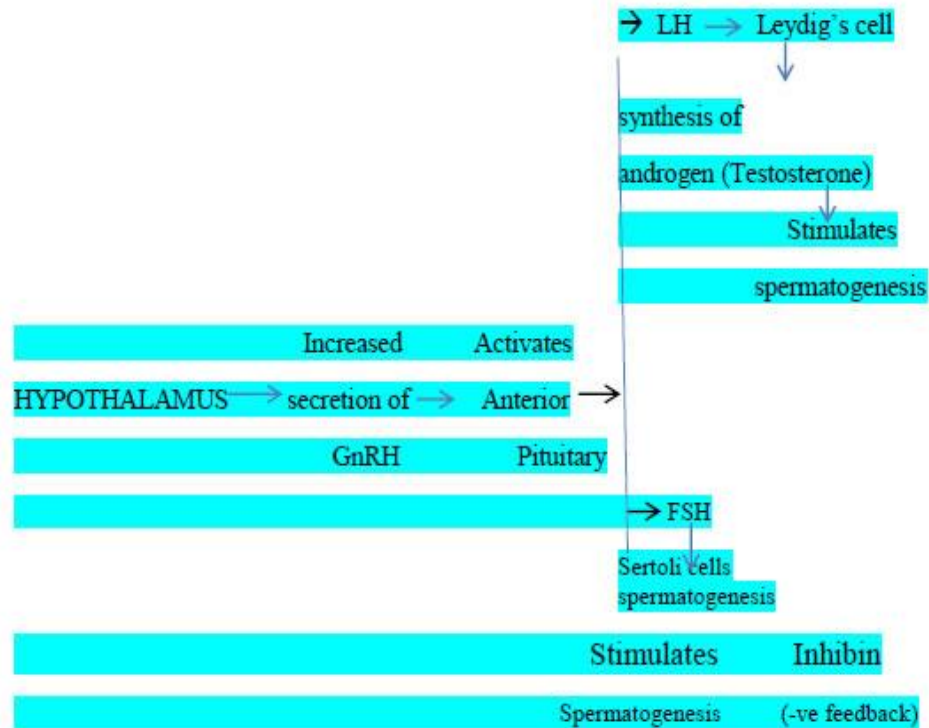 → LH → Leydig's cell
↓
synthesis of
androgen (Testosterone)
↓
Stimulates
spermatogenesis
Increased Activates
HYPOTHALAMUS → secretion of → Anterior →
GnRH Pituitary
→ FSH
↓
Sertoli cells
spermatogenesis
Stimulates Inhibin
Spermatogenesis (-ve feedback)